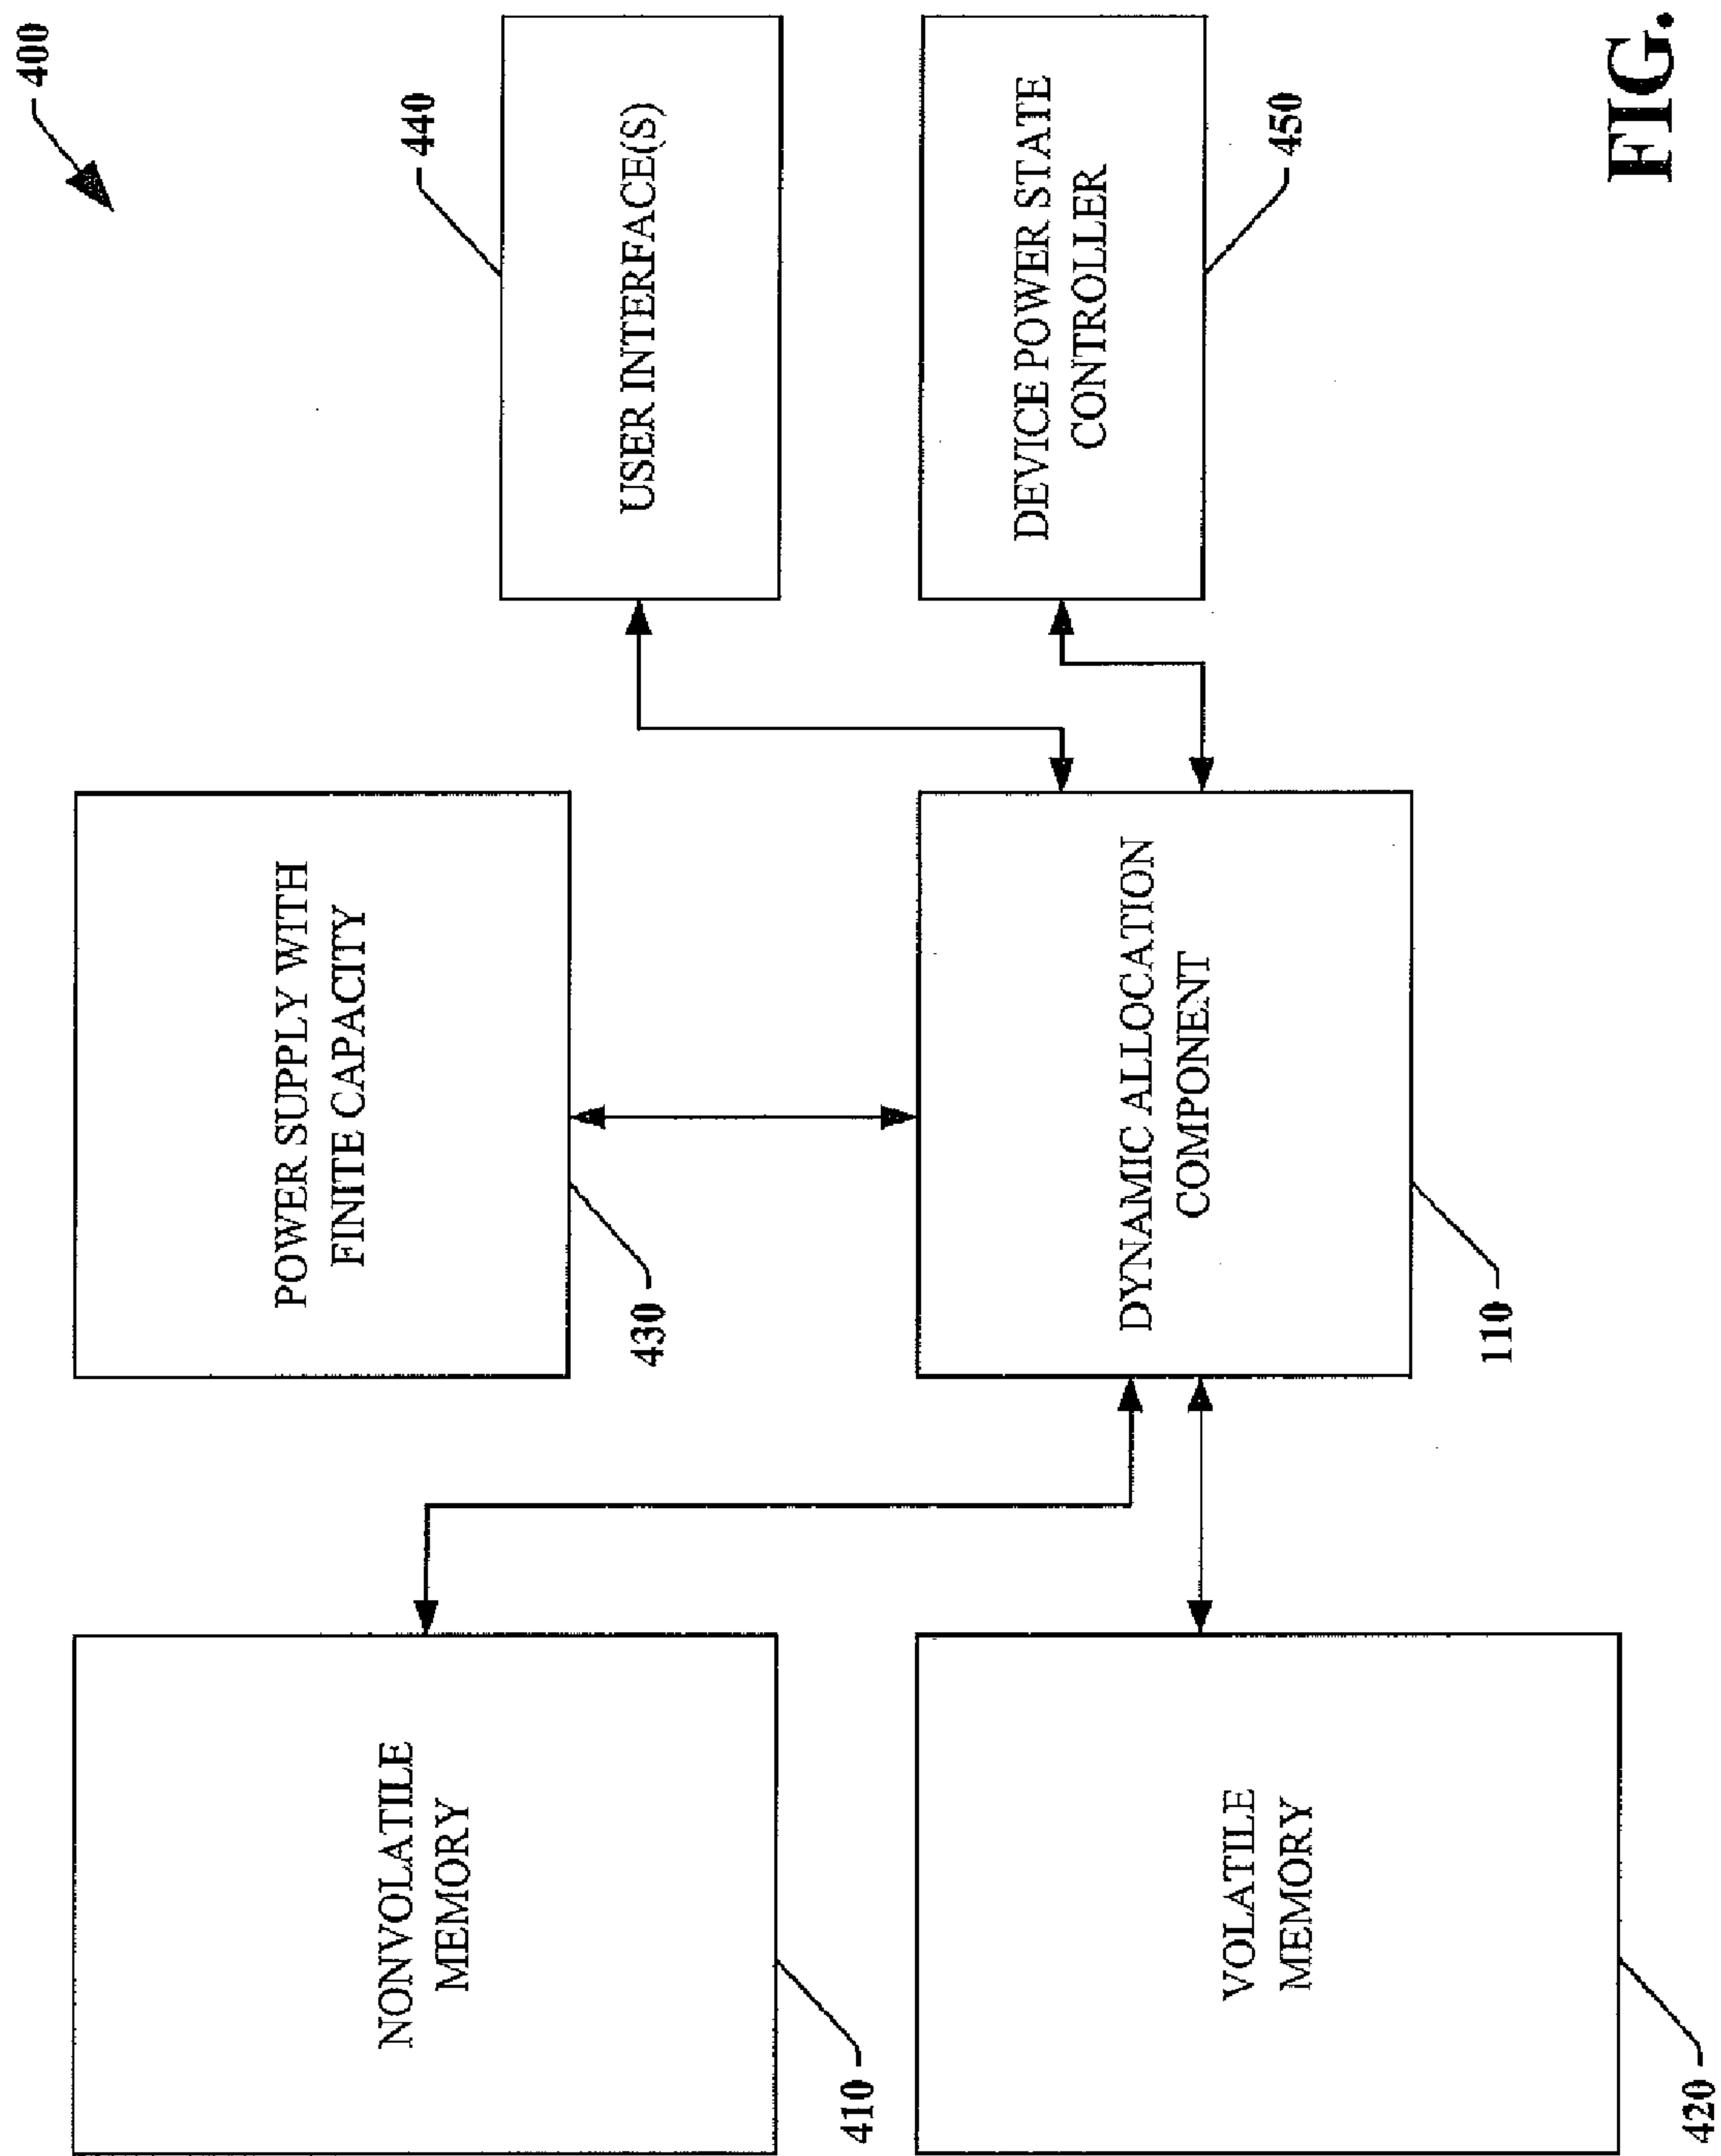 400
NONVOLATILE
MEMORY
410
POWER SUPPLY WITH
FINITE CAPACITY
430
USER INTERFACE(S)
440
VOLATILE
MEMORY
420
DYNAMIC ALLOCATION
COMPONENT
110
DEVICE POWER STATE
CONTROLLER
450
FIG.